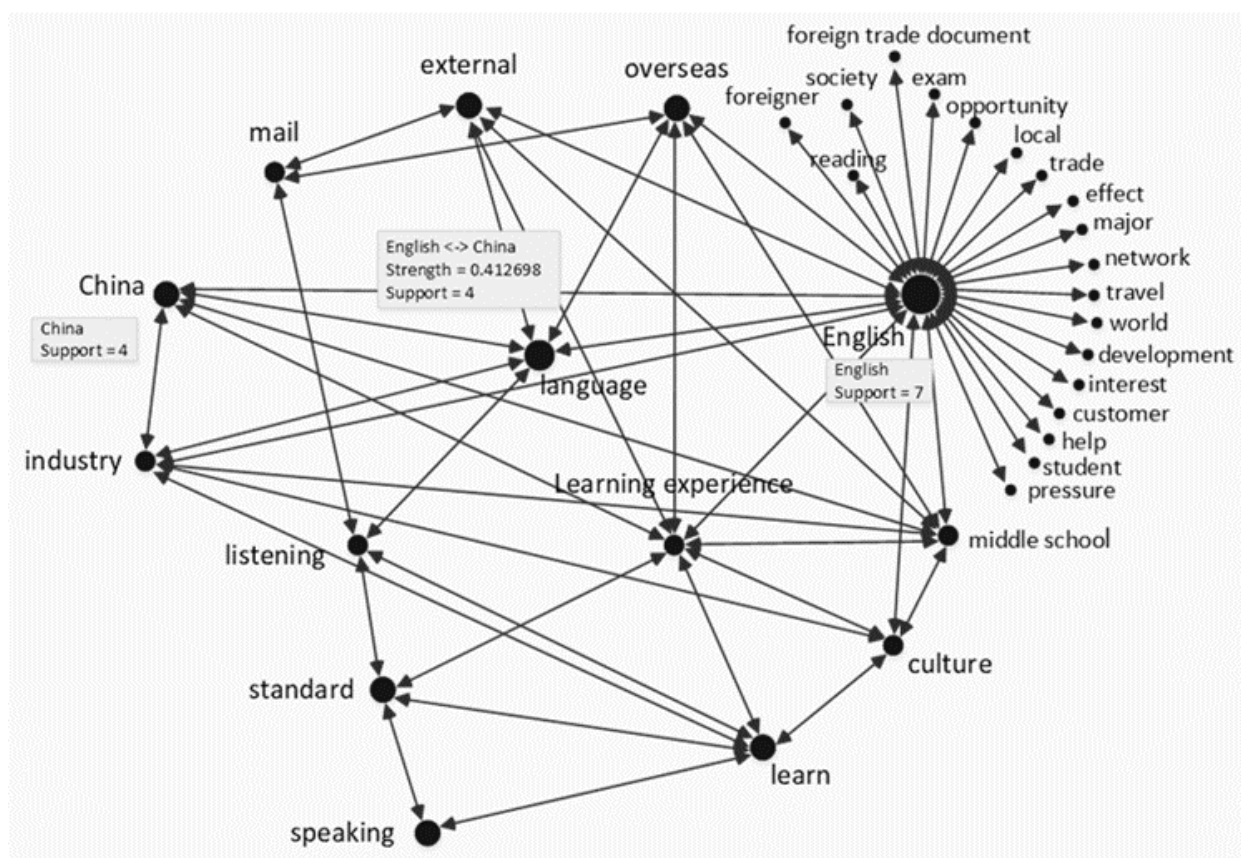 foreign trade document
external
overseas
society
exam
foreigner
opportunity
mail
local
reading
trade
effect
major
English <-> China
Strength = 0.412698
Support = 4
network
China
travel
world
China
Support = 4
English
development
English
Support = 7
language
interest
customer
help
industry
student
Learning experience
pressure
middle school
listening
culture
standard
learn
speaking